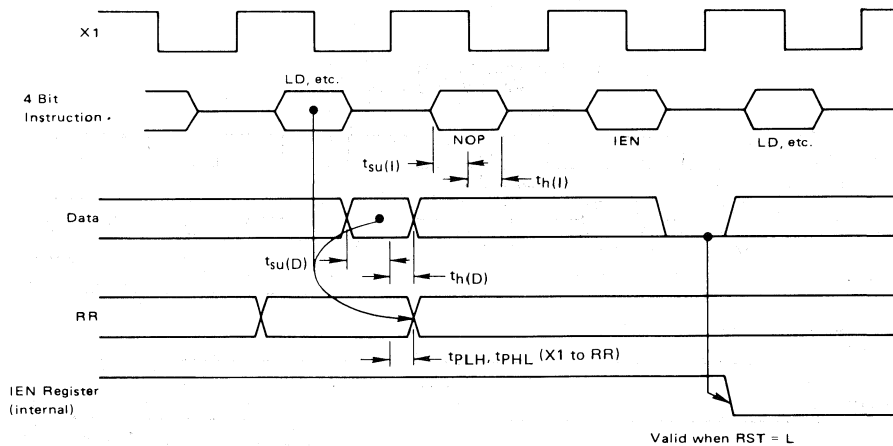 X1
LD, etc.
4 Bit
Instruction
NOP
IEN
LD, etc.
tsu(I)
th(I)
Data
tsu(D)
th(D)
RR
tPLH, tPHL (X1 to RR)
IEN Register
(internal)
Valid when RST = L